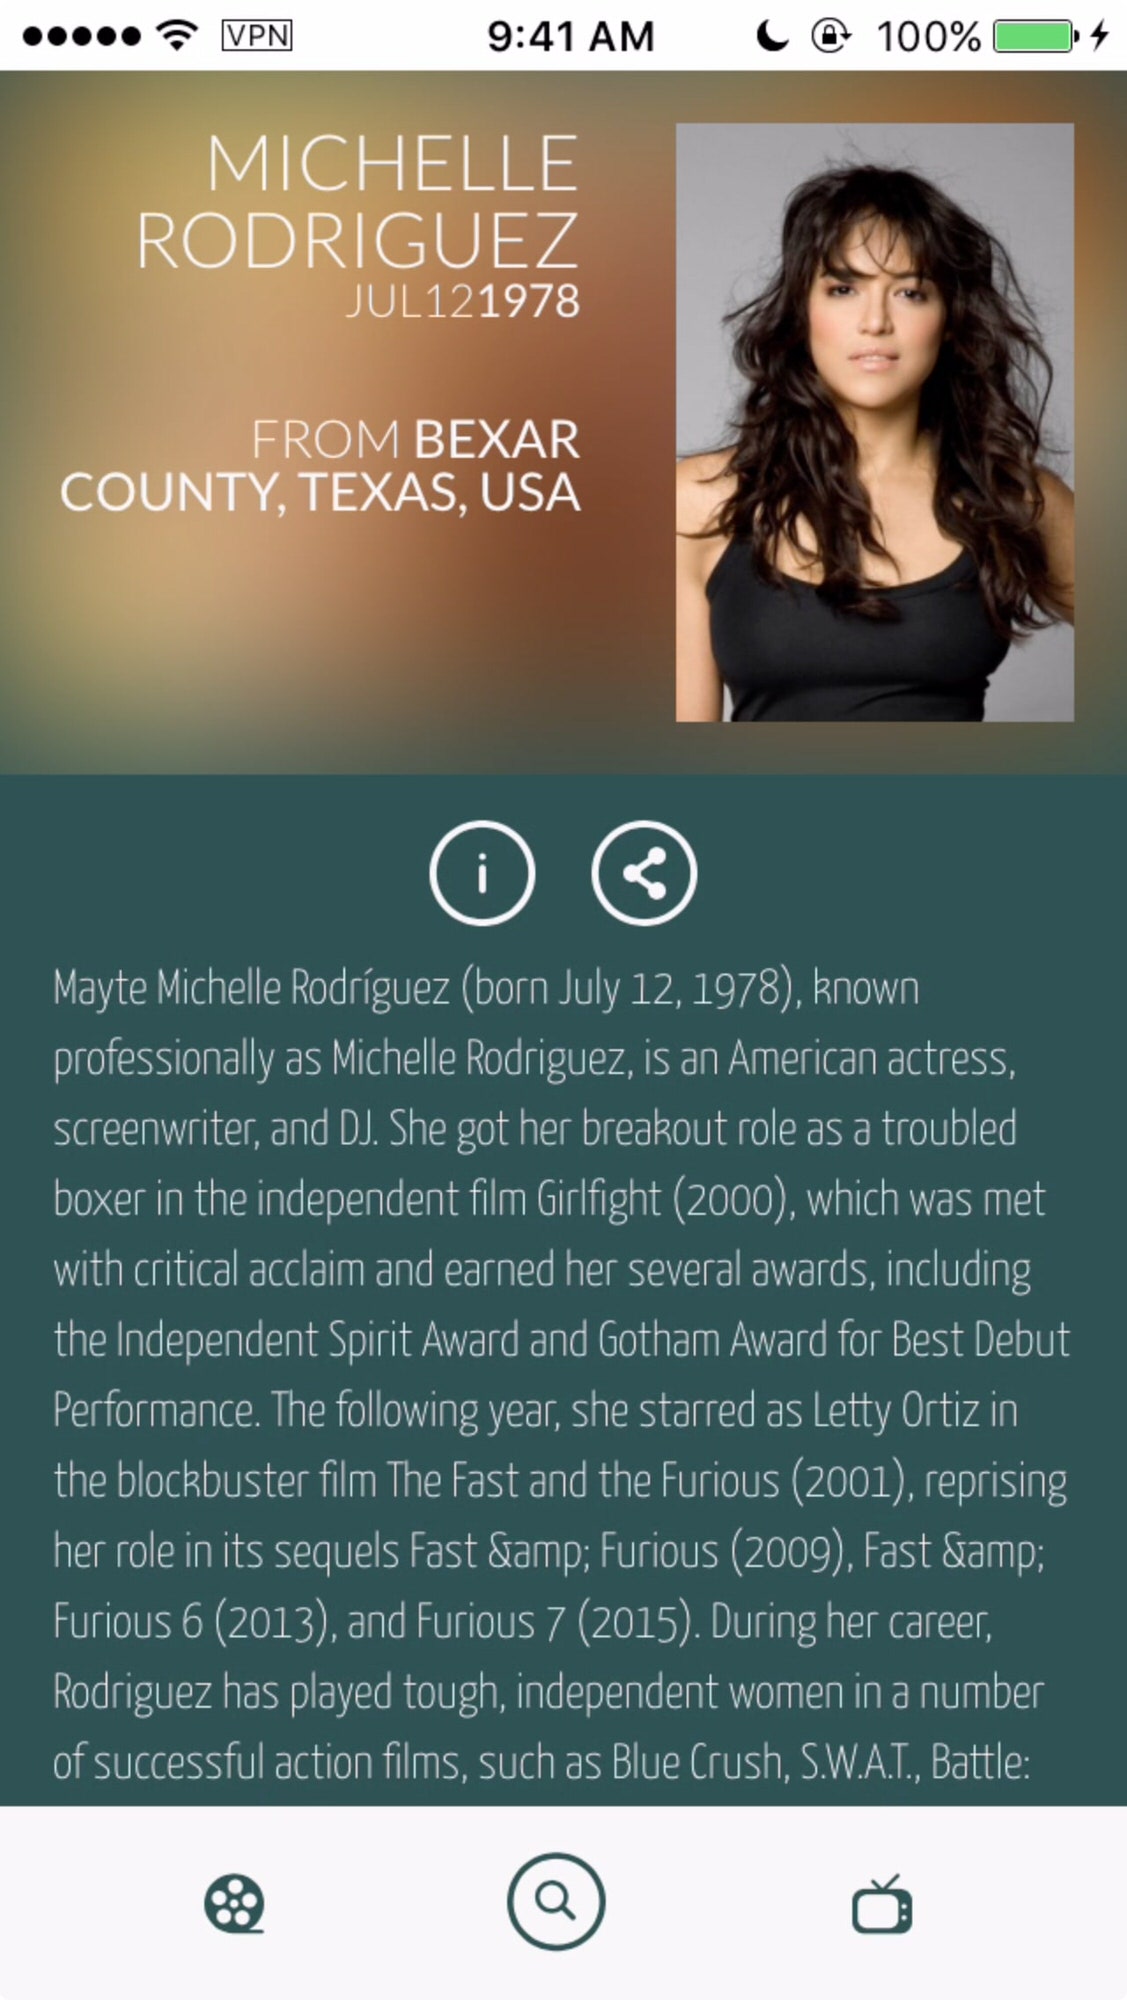 VPN 9:41 AM 100%
MICHELLE
RODRIGUEZ
JUL121978
FROM BEXAR
COUNTY, TEXAS, USA
Mayte Michelle Rodríguez (born July 12, 1978), known
professionally as Michelle Rodriguez, is an American actress,
screenwriter, and DJ. She got her breakout role as a troubled
boxer in the independent film Girlfight (2000), which was met
with critical acclaim and earned her several awards, including
the Independent Spirit Award and Gotham Award for Best Debut
Performance. The following year, she starred as Letty Ortiz in
the blockbuster film The Fast and the Furious (2001), reprising
her role in its sequels Fast &amp; Furious (2009), Fast &amp;
Furious 6 (2013), and Furious 7 (2015). During her career,
Rodriguez has played tough, independent women in a number
of successful action films, such as Blue Crush, S.W.A.T., Battle: